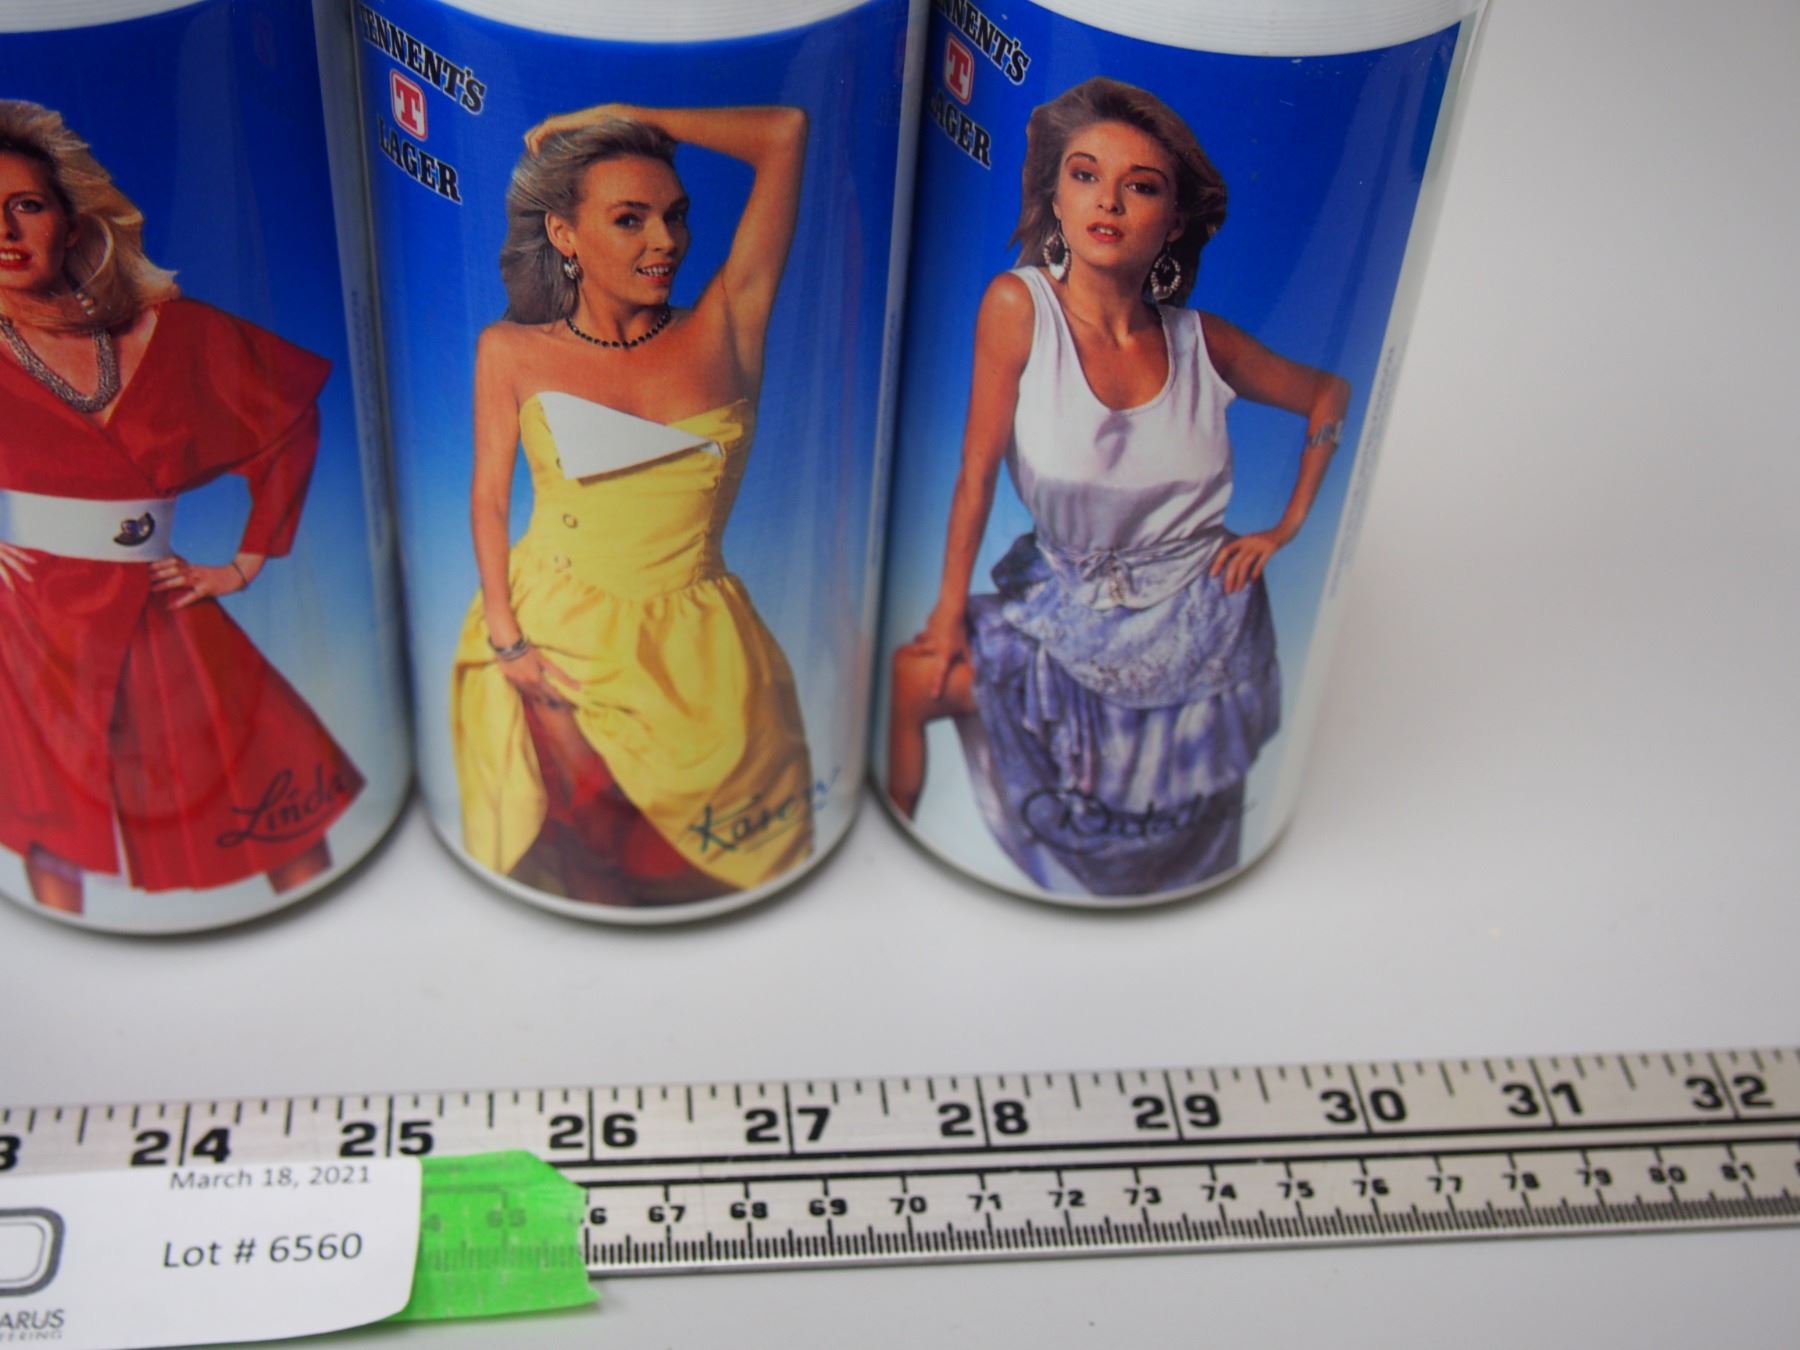 TENNENT'S
T
LAGER
Linda
TENNENT'S
T
LAGER
Karen
24 25 26 27 28 29 30 31 32
67 68 69 70 71 72 73 74 75 76 77 78 79 80 81
March 18, 2021
Lot # 6560